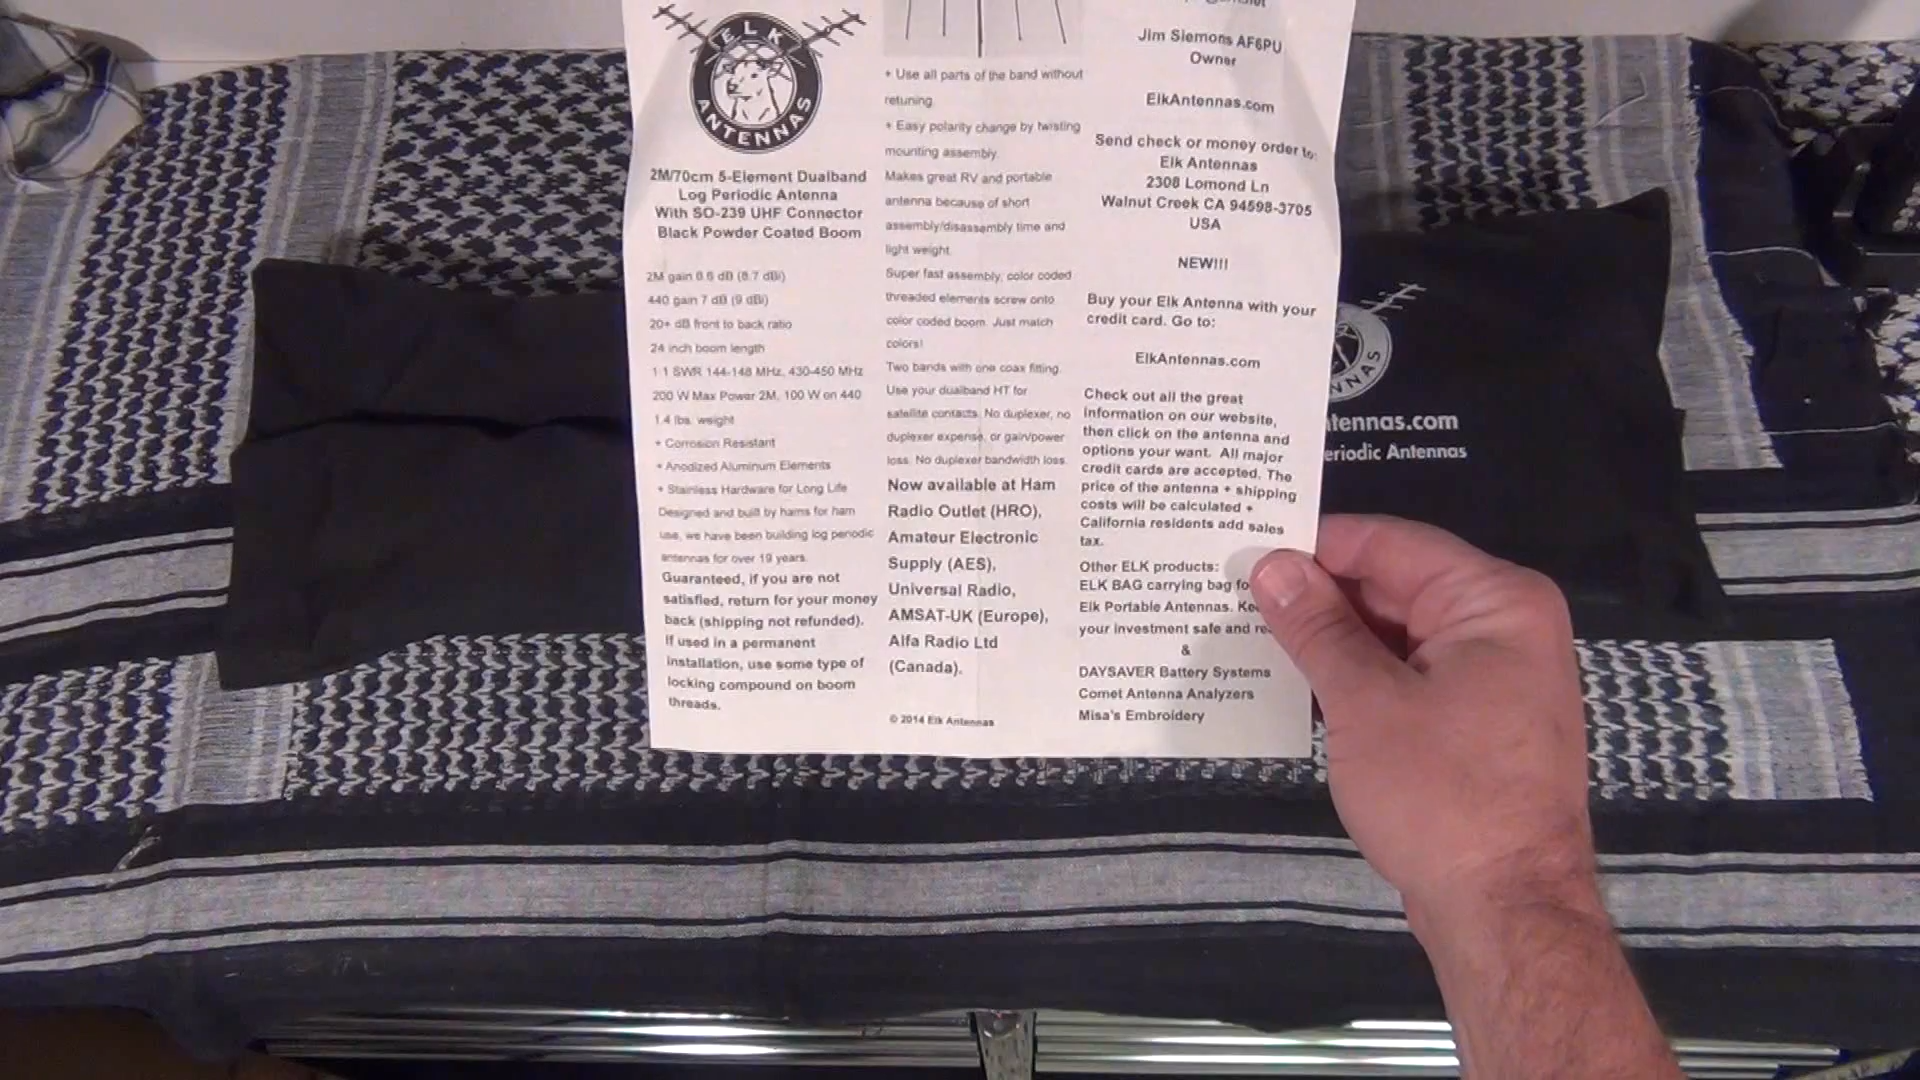 ELK
ANTENNAS
2M/70cm 5-Element Dualband
Log Periodic Antenna
With SO-239 UHF Connector
Black Powder Coated Boom
2M gain 6.6 dB (8.7 dBi)
440 gain 7 dB (9 dBi)
20+ dB front to back ratio
24 inch boom length
1:1 SWR 144-148 MHz, 430-450 MHz
200 W Max Power 2M, 100 W on 440
1.4 lbs. weight
+ Corrosion Resistant
+ Anodized Aluminum Elements
+ Stainless Hardware for Long Life
Designed and built by hams for ham
use, we have been building log periodic
antennas for over 19 years.
Guaranteed, if you are not
satisfied, return for your money
back (shipping not refunded).
If used in a permanent
installation, use some type of
locking compound on boom
threads.
+ Use all parts of the band without
retuning.
+ Easy polarity change by twisting
mounting assembly.
Makes great RV and portable
antenna because of short
assembly/disassembly time and
light weight.
Super fast assembly, color coded
threaded elements screw onto
color coded boom. Just match
colors!
Two bands with one coax fitting.
Use your dualband HT for
satellite contacts. No duplexer, no
duplexer expense, or gain/power
loss. No duplexer bandwidth loss.
Now available at Ham
Radio Outlet (HRO),
Amateur Electronic
Supply (AES),
Universal Radio,
AMSAT-UK (Europe),
Alfa Radio Ltd
(Canada).
© 2014 Elk Antennas
Jim Siemons AF6PU
Owner
ElkAntennas.com
Send check or money order to:
Elk Antennas
2308 Lomond Ln
Walnut Creek CA 94598-3705
USA
NEW!!!
Buy your Elk Antenna with your
credit card. Go to:
ElkAntennas.com
Check out all the great
information on our website,
then click on the antenna and
options your want. All major
credit cards are accepted. The
price of the antenna + shipping
costs will be calculated +
California residents add sales
tax.
Other ELK products:
ELK BAG carrying bag fo
Elk Portable Antennas. Ke
your investment safe and re
&
DAYSAVER Battery Systems
Comet Antenna Analyzers
Misa's Embroidery
NNAS
tennas.com
eriodic Antennas